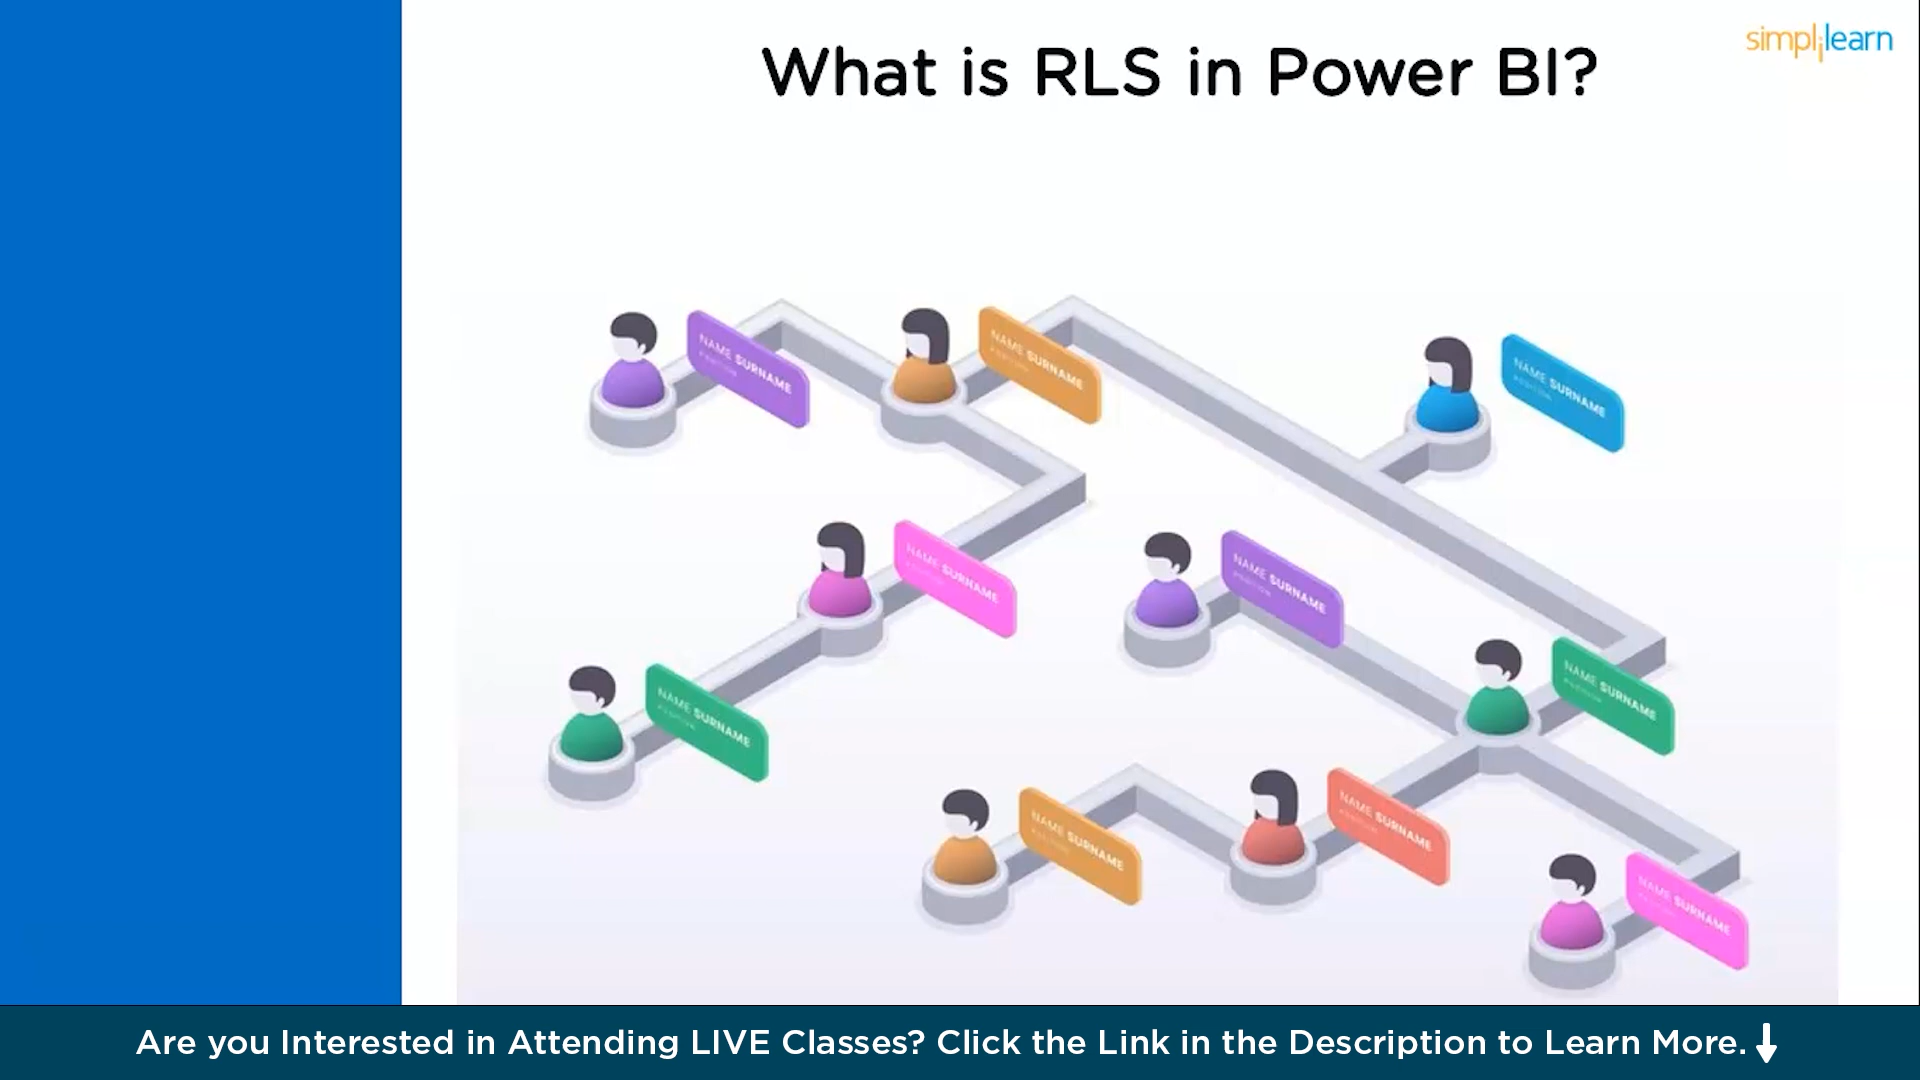 What is RLS in Power BI?
simplilearn
NAME SURNAME
NAME SURNAME
NAME SURNAME
NAME SURNAME
NAME SURNAME
NAME SURNAME
NAME SURNAME
NAME SURNAME
NAME SURNAME
NAME SURNAME
Are you Interested in Attending LIVE Classes? Click the Link in the Description to Learn More.